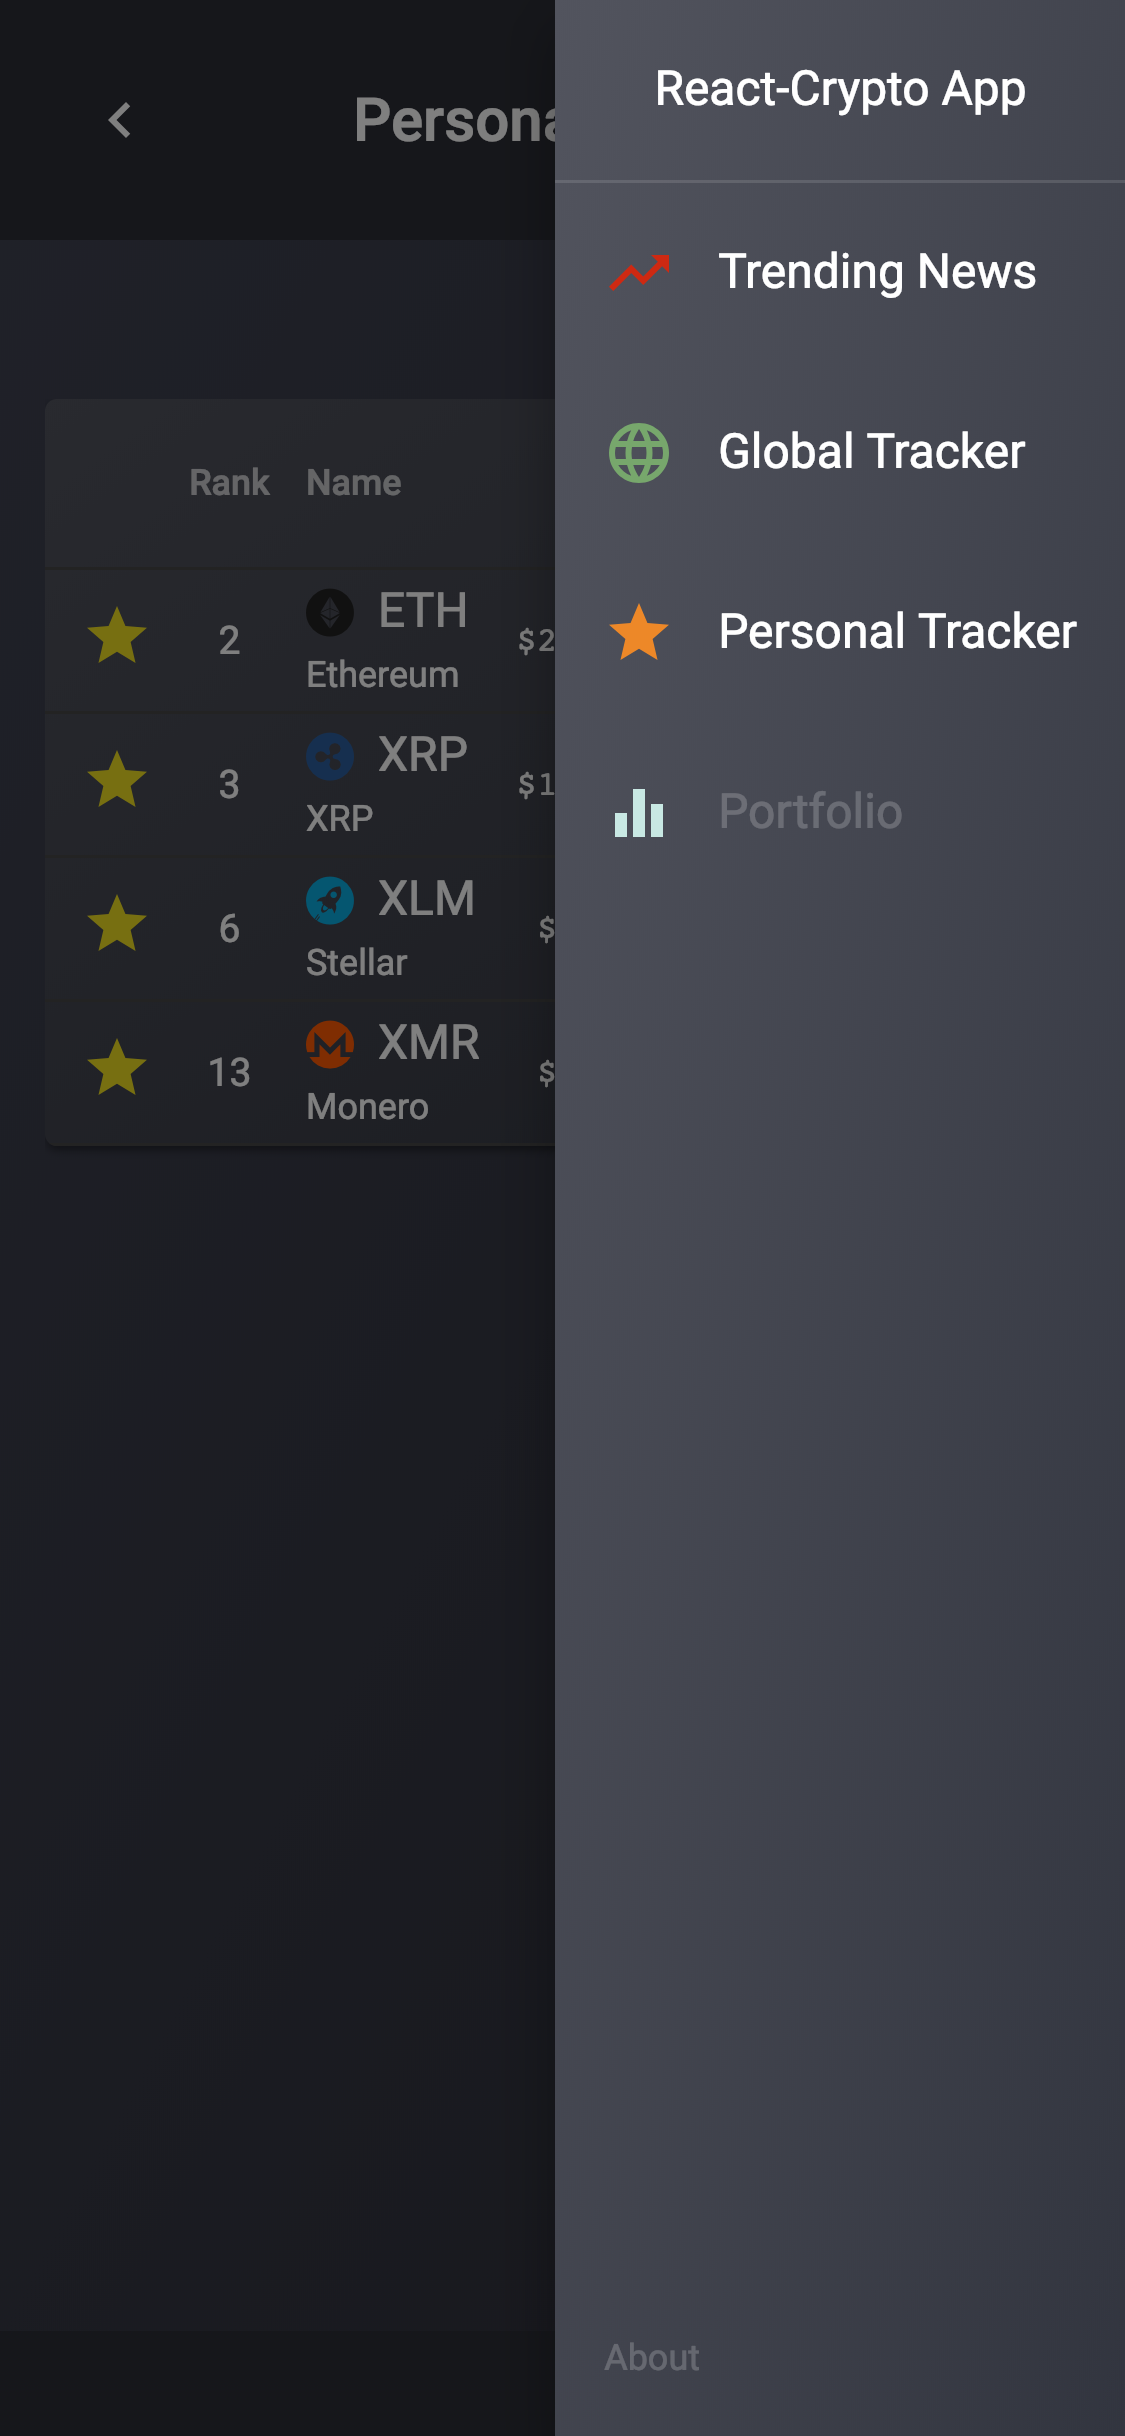 Persona
Rank Name
2 ETH $2
Ethereum
3 XRP $1
XRP
6 XLM $
Stellar
13 XMR $
Monero
React-Crypto App
Trending News
Global Tracker
Personal Tracker
Portfolio
About